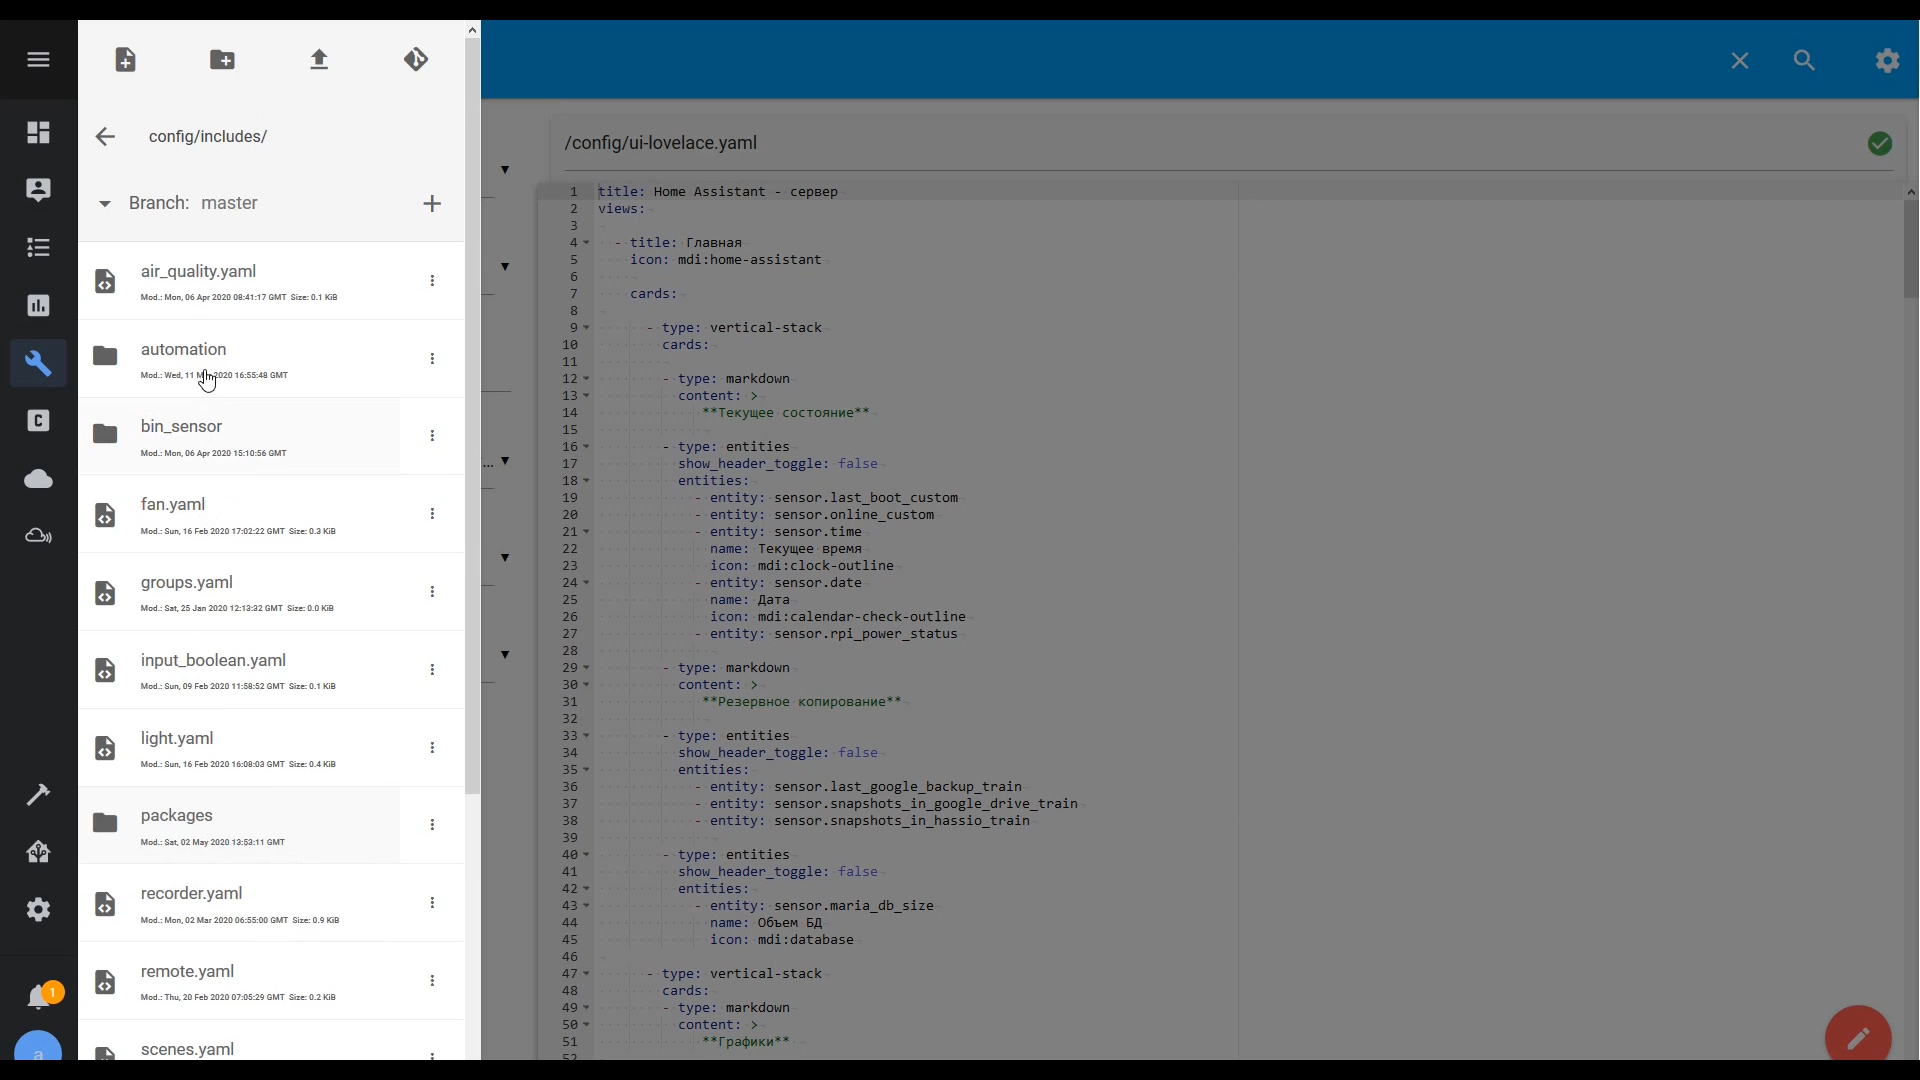 config/includes/
Branch: master
air_quality.yaml
Mod.: Mon, 06 Apr 2020 08:41:17 GMT Size: 0.1 KiB
automation
Mod.: Wed, 11 2020 16:55:48 GMT
bin_sensor
Mod.: Mon, 06 Apr 2020 15:10:56 GMT
fan.yaml
Mod.: Sun, 16 Feb 2020 17:02:22 GMT Size: 0.3 KiB
groups.yaml
Mod.: Sat, 25 Jan 2020 12:13:32 GMT Size: 0.0 KiB
input_boolean.yaml
Mod.: Sun, 09 Feb 2020 11:58:52 GMT Size: 0.1 KiB
light.yaml
Mod.: Sun, 16 Feb 2020 16:08:03 GMT Size: 0.4 KiB
packages
Mod.: Sat, 02 May 2020 13:53:11 GMT
recorder.yaml
Mod.: Mon, 02 Mar 2020 06:55:00 GMT Size: 0.9 KiB
remote.yaml
Mod.: Thu, 20 Feb 2020 07:05:29 GMT Size: 0.2 KiB
scenes.yaml
1
a
...
/config/ui-lovelace.yaml
1 title: Home Assistant - сервер
2 views:
3
4 - title: Главная
5 icon: mdi:home-assistant
6
7 cards:
8
9 - type: vertical-stack
10 cards:
11
12 - type: markdown
13 content: >
14 **Текущее состояние**
15
16 - type: entities
17 show_header_toggle: false
18 entities:
19 - entity: sensor.last_boot_custom
20 - entity: sensor.online_custom
21 - entity: sensor.time
22 name: Текущее время
23 icon: mdi:clock-outline
24 - entity: sensor.date
25 name: Дата
26 icon: mdi:calendar-check-outline
27 - entity: sensor.rpi_power_status
28
29 - type: markdown
30 content: >
31 **Резервное копирование**
32
33 - type: entities
34 show_header_toggle: false
35 entities:
36 - entity: sensor.last_google_backup_train
37 - entity: sensor.snapshots_in_google_drive_train
38 - entity: sensor.snapshots_in_hassio_train
39
40 - type: entities
41 show_header_toggle: false
42 entities:
43 - entity: sensor.maria_db_size
44 name: Объем БД
45 icon: mdi:database
46
47 - type: vertical-stack
48 cards:
49 - type: markdown
50 content: >
51 **Графики**
52